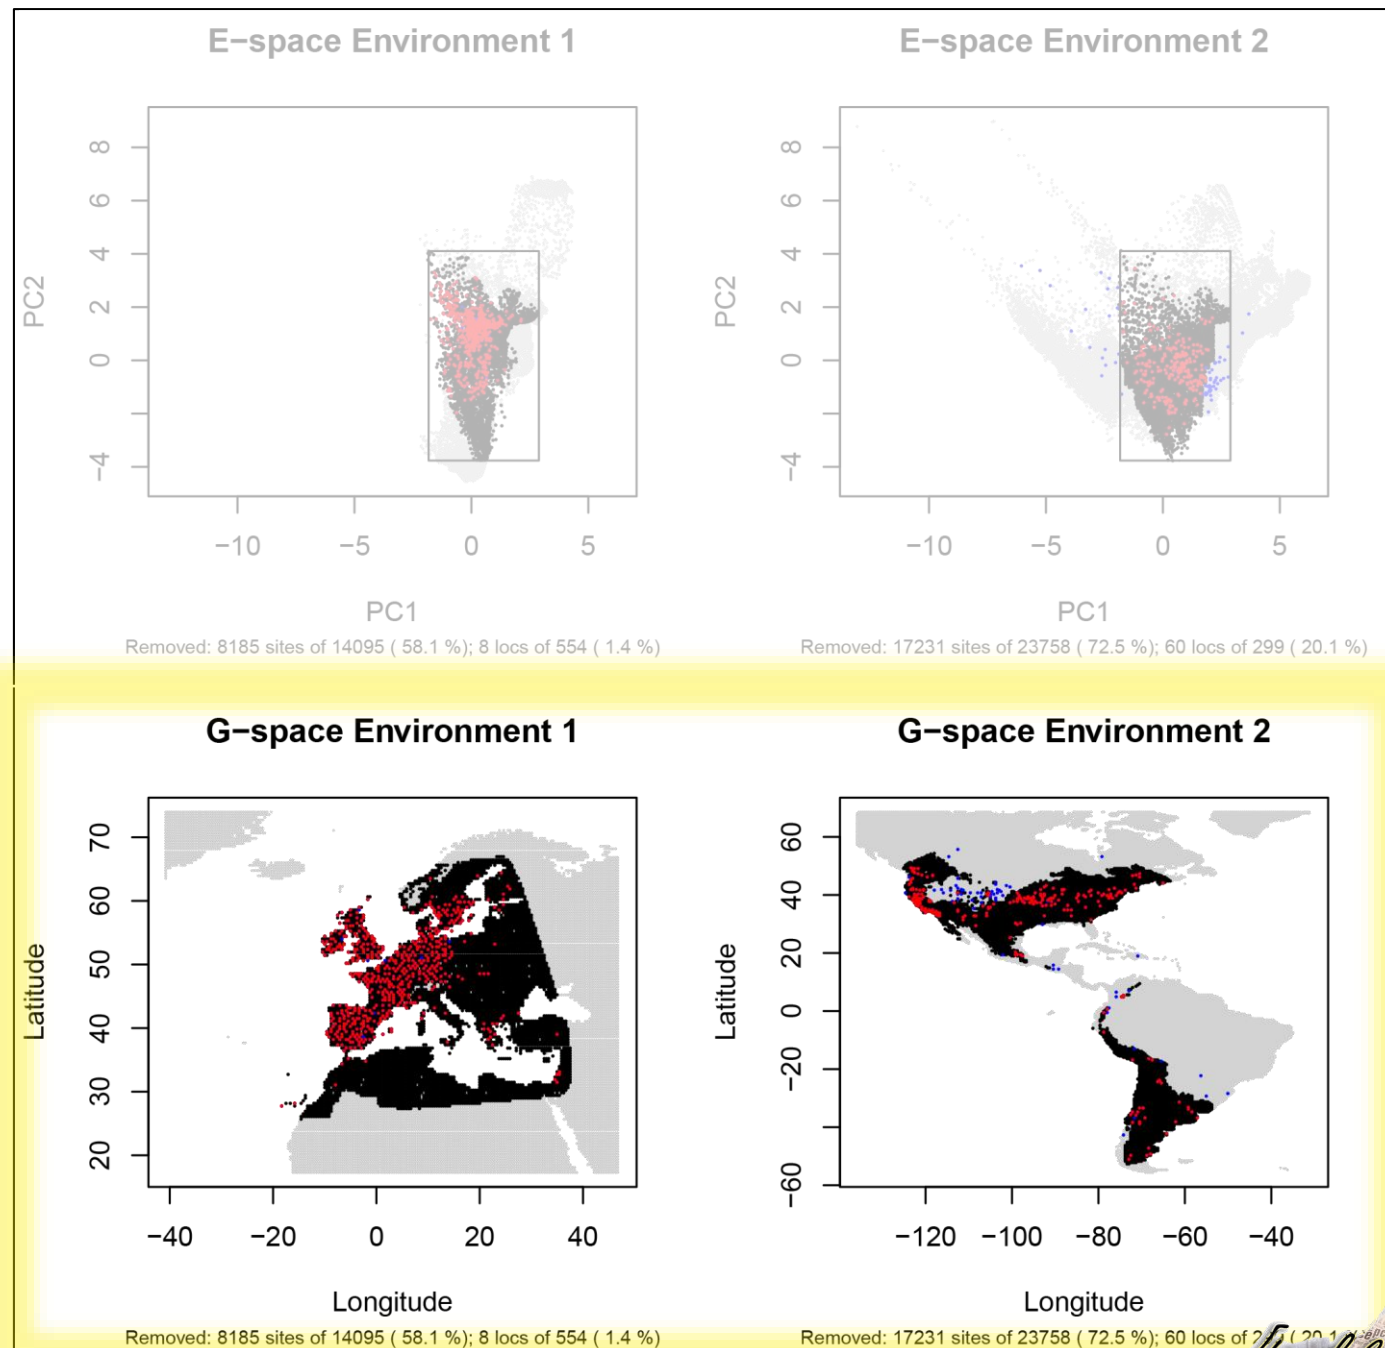 E−space Environment 1
E−space Environment 2
8
6
4
2
0
−4
PC2
−10 −5 0 5
PC1
Removed: 8185 sites of 14095 ( 58.1 %); 8 locs of 554 ( 1.4 %)
8
6
4
2
0
−4
PC2
−10 −5 0 5
PC1
Removed: 17231 sites of 23758 ( 72.5 %); 60 locs of 299 ( 20.1 %)
G−space Environment 1
G−space Environment 2
70
60
50
40
30
20
Latitude
−40 −20 0 20 40
Longitude
Removed: 8185 sites of 14095 ( 58.1 %); 8 locs of 554 ( 1.4 %)
60
40
20
0
−20
−60
Latitude
−120 −100 −80 −60 −40
Longitude
Removed: 17231 sites of 23758 ( 72.5 %); 60 locs of